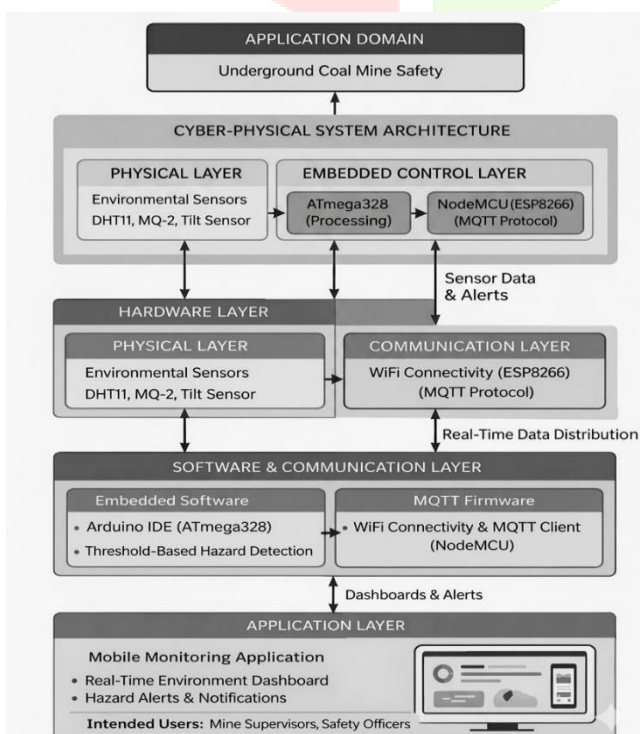 APPLICATION DOMAIN
Underground Coal Mine Safety
CYBER-PHYSICAL SYSTEM ARCHITECTURE
PHYSICAL LAYER
Environmental Sensors
DHT11, MQ-2, Tilt Sensor
EMBEDDED CONTROL LAYER
ATmega328
(Processing)
NodeMCU (ESP8266)
(MQTT Protocol)
Sensor Data
& Alerts
HARDWARE LAYER
PHYSICAL LAYER
Environmental Sensors
DHT11, MQ-2, Tilt Sensor
COMMUNICATION LAYER
WiFi Connectivity (ESP8266)
(MQTT Protocol)
Real-Time Data Distribution
SOFTWARE & COMMUNICATION LAYER
Embedded Software
• Arduino IDE (ATmega328)
• Threshold-Based Hazard Detection
MQTT Firmware
• WiFi Connectivity & MQTT Client
(NodeMCU)
Dashboards & Alerts
APPLICATION LAYER
Mobile Monitoring Application
• Real-Time Environment Dashboard
• Hazard Alerts & Notifications
Intended Users: Mine Supervisors, Safety Officers